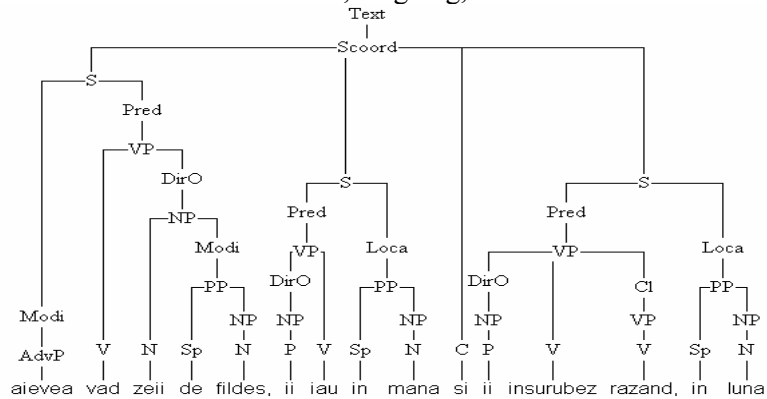 Text
Scoord
S
Pred
VP
DirO S S
NP Pred Pred
Modi VP Loca VP Loca
PP DirO PP DirO Cl PP
Modi NP NP NP NP VP NP
AdvP V N Sp N P V Sp N C P V V Sp N
aievea vad zeii de fildes, ii iau in mana si ii insurubez razand, in luna